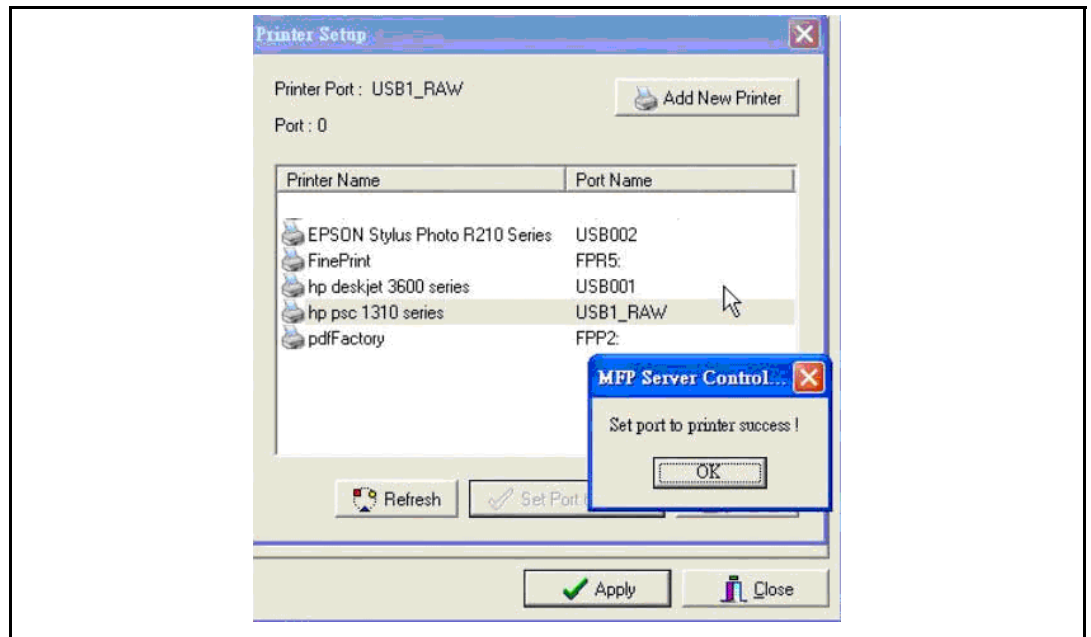 Printer Setup
Printer Port : USB1_RAW
Add New Printer
Port : 0
Printer Name Port Name
EPSON Stylus Photo R210 Series USB002
FinePrint FPR5:
hp deskjet 3600 series USB001
hp psc 1310 series USB1_RAW
pdfFactory FPP2:
MFP Server Control...
Set port to printer success !
OK
Refresh
Set Port
Apply
Close